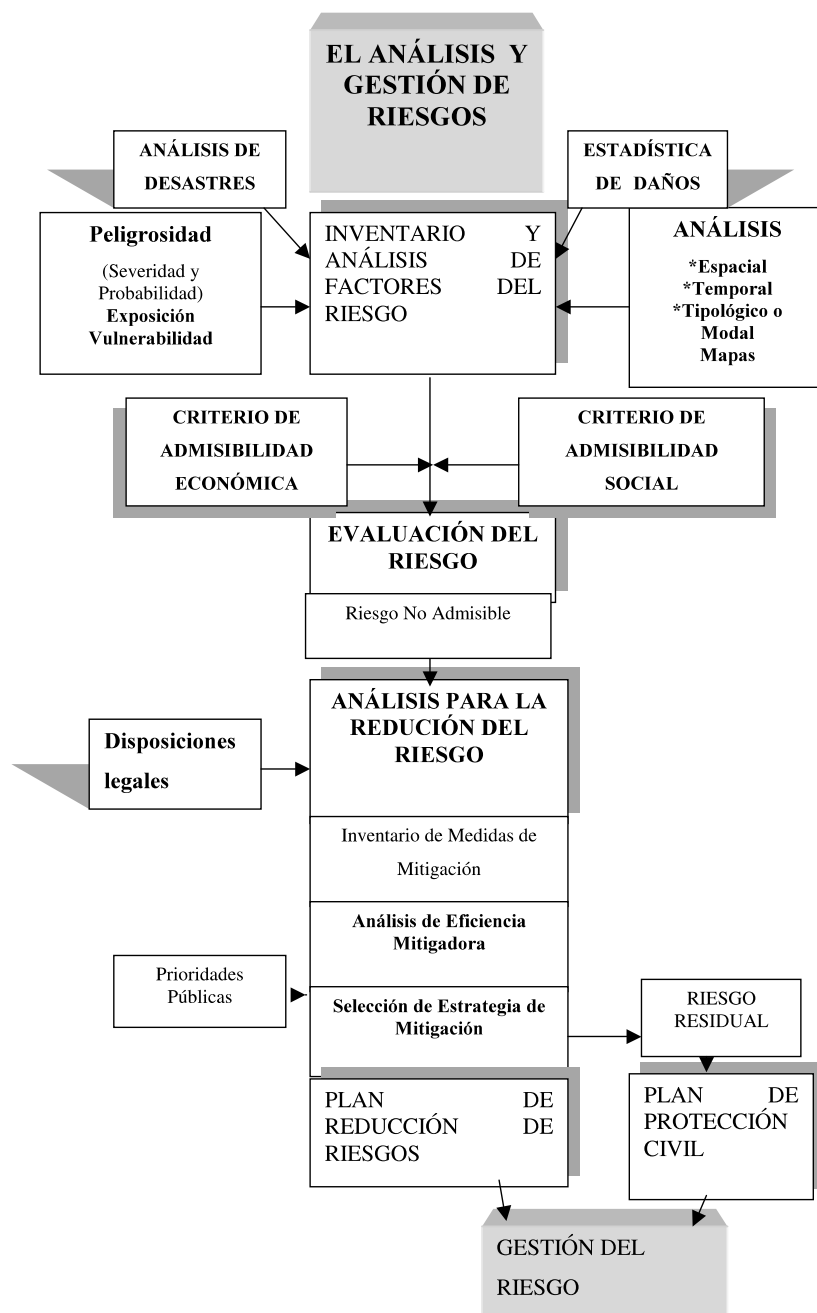 EL ANÁLISIS Y
GESTIÓN DE
RIESGOS
ANÁLISIS DE
DESASTRES
ESTADÍSTICA
DE DAÑOS
Peligrosidad
(Severidad y
Probabilidad)
Exposición
Vulnerabilidad
INVENTARIO Y
ANÁLISIS DE
FACTORES DEL
RIESGO
ANÁLISIS
*Espacial
*Temporal
*Tipológico o
Modal
Mapas
CRITERIO DE
ADMISIBILIDAD
ECONÓMICA
CRITERIO DE
ADMISIBILIDAD
SOCIAL
EVALUACIÓN DEL
RIESGO
Riesgo No Admisible
ANÁLISIS PARA LA
REDUCIÓN DEL
RIESGO
Disposiciones
legales
Inventario de Medidas de
Mitigación
Análisis de Eficiencia
Mitigadora
Prioridades
Públicas
Selección de Estrategia de
Mitigación
RIESGO
RESIDUAL
PLAN DE
REDUCCIÓN DE
RIESGOS
PLAN DE
PROTECCIÓN
CIVIL
GESTIÓN DEL
RIESGO